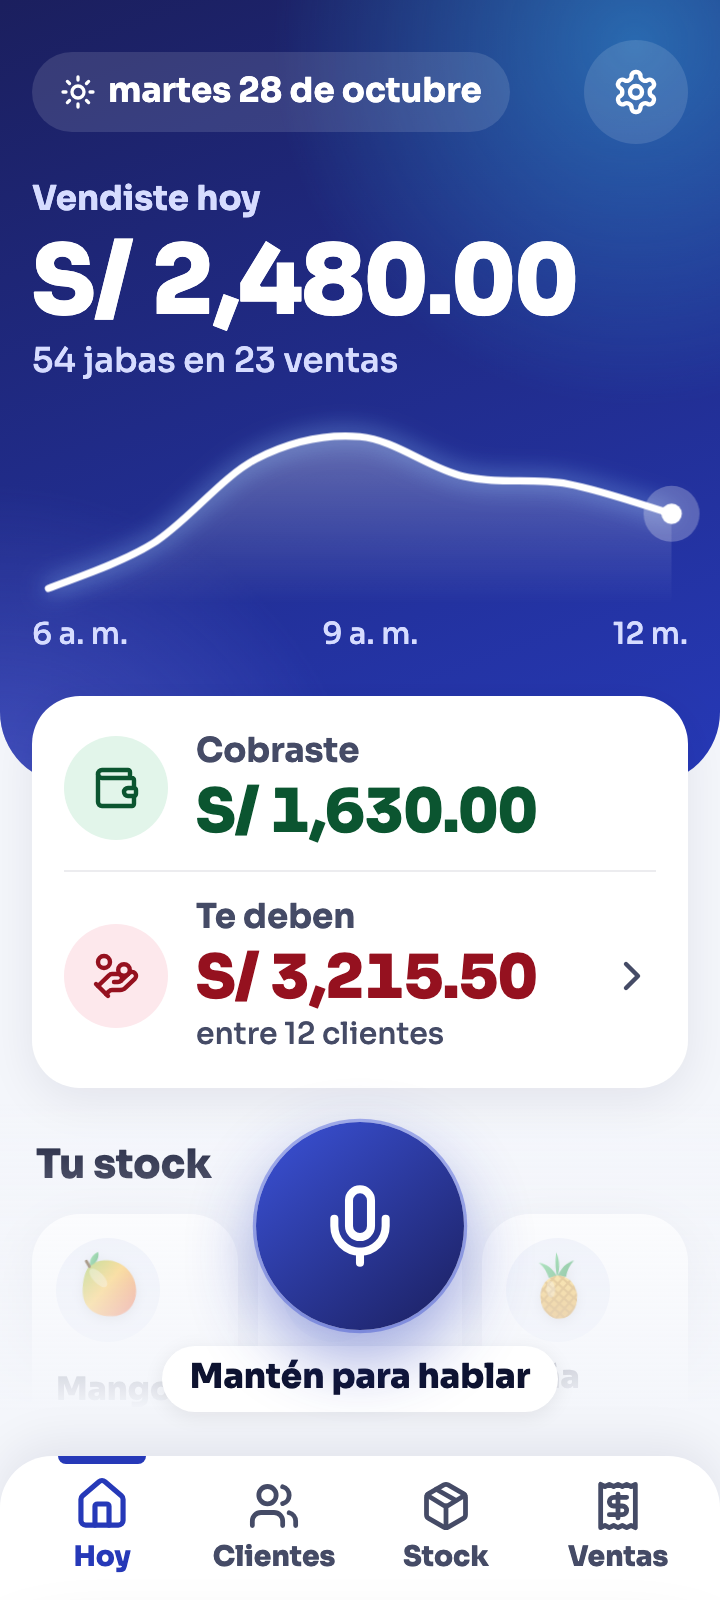 martes 28 de octubre
Vendiste hoy
S/ 2,480.00
54 jabas en 23 ventas
6 a. m.
9 a. m.
12 m.
Cobraste
S/ 1,630.00
Te deben
S/ 3,215.50
entre 12 clientes
Tu stock
Mantén para hablar
Hoy
Clientes
Stock
Ventas